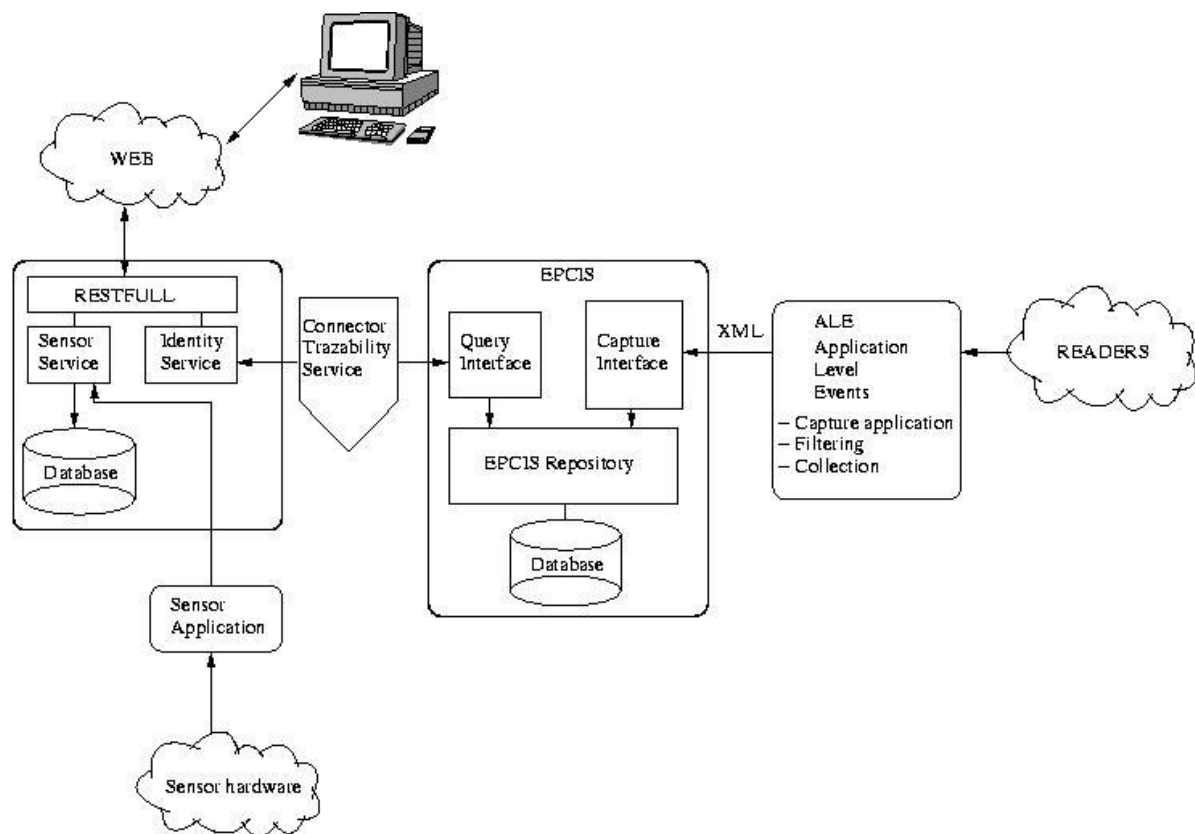 WEB
RESTFULL
Sensor
Service
Identity
Service
Database
Connector
Trazability
Service
EPCIS
Query
Interface
Capture
Interface
EPCIS Repository
Database
XML
ALE
Application
Level
Events
– Capture application
– Filtering
– Collection
READERS
Sensor
Application
Sensor hardware